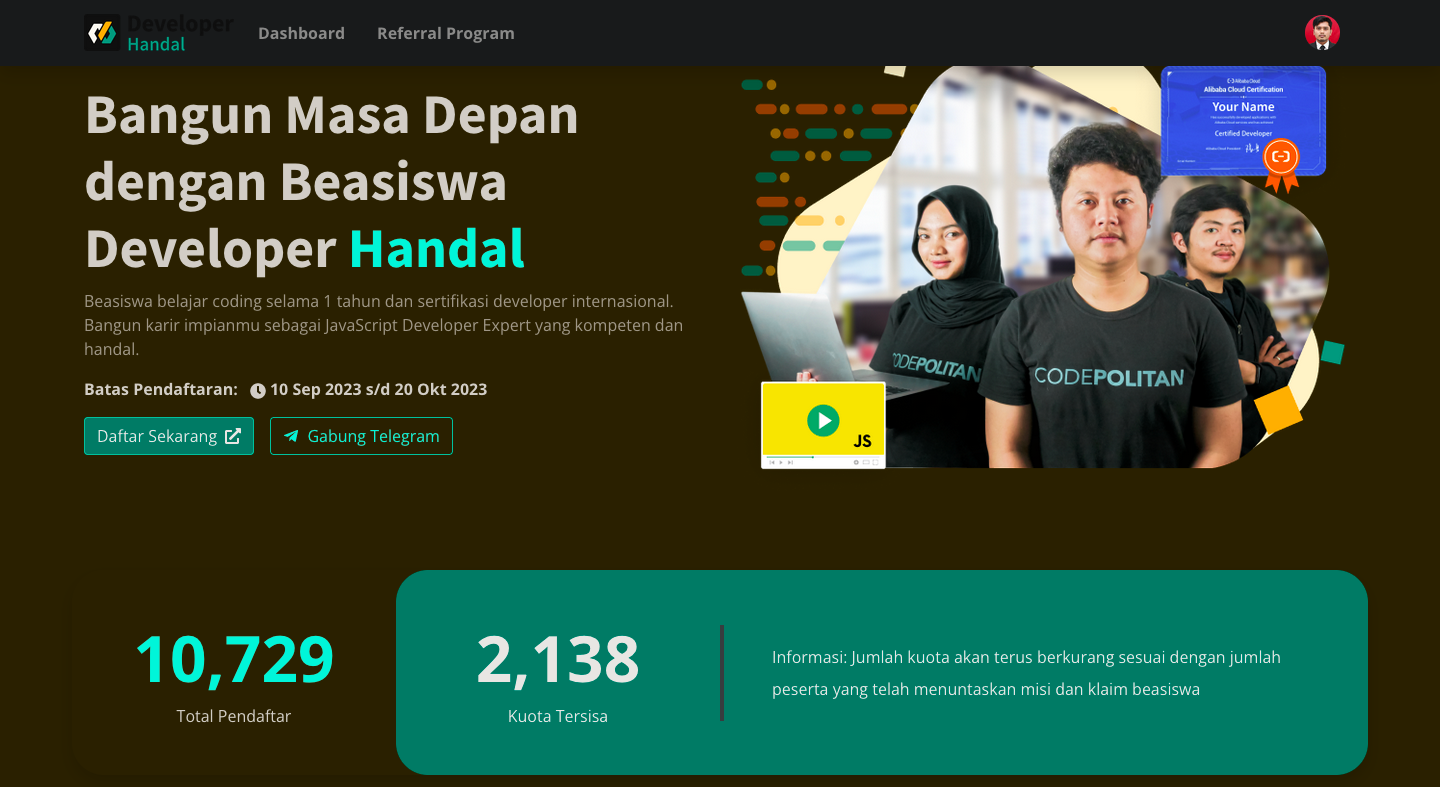 Developer
Handal
Dashboard
Referral Program
Bangun Masa Depan
dengan Beasiswa
Developer Handal
Beasiswa belajar coding selama 1 tahun dan sertifikasi developer internasional.
Bangun karir impianmu sebagai JavaScript Developer Expert yang kompeten dan
handal.
Batas Pendaftaran: 10 Sep 2023 s/d 20 Okt 2023
Daftar Sekarang
Gabung Telegram
Alibaba Cloud
Alibaba Cloud Certification
Your Name
Certified Developer
CODEPOLITAN
CODEPOLITAN
JS
10,729
Total Pendaftar
2,138
Kuota Tersisa
Informasi: Jumlah kuota akan terus berkurang sesuai dengan jumlah
peserta yang telah menuntaskan misi dan klaim beasiswa